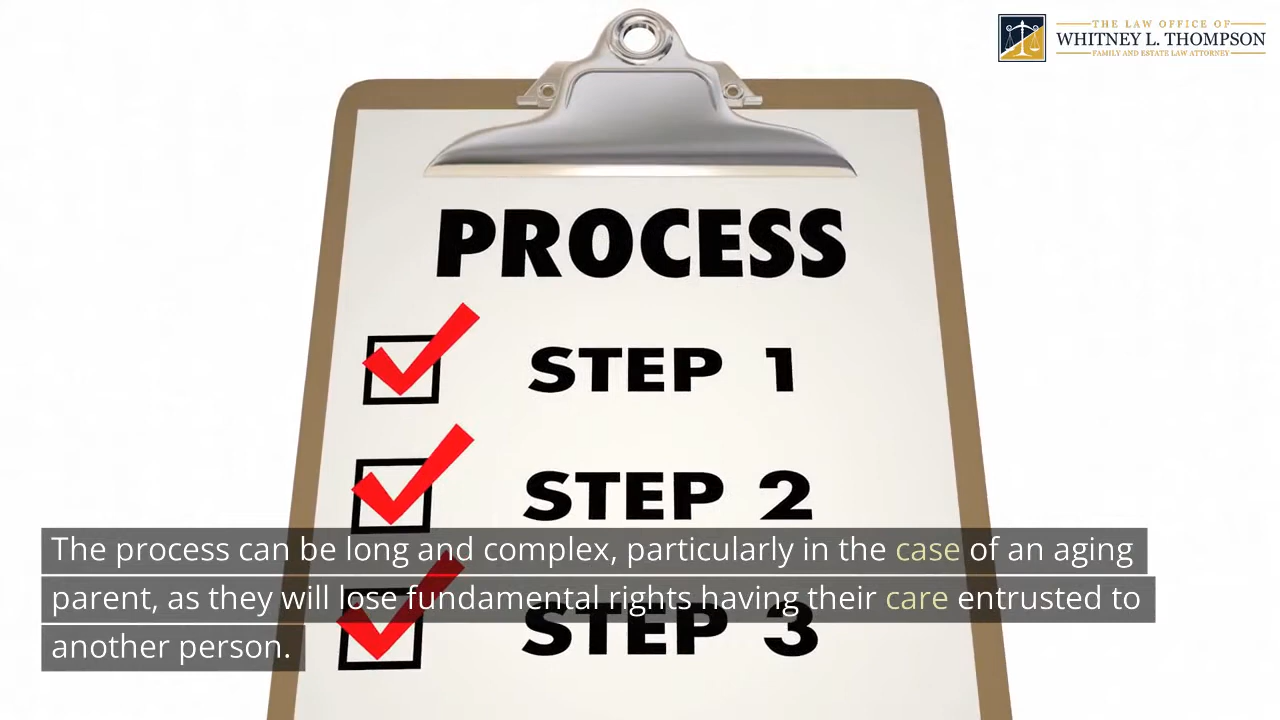 THE LAW OFFICE OF
WHITNEY L. THOMPSON
FAMILY AND ESTATE LAW ATTORNEY
PROCESS
STEP 1
STEP 2
The process can be long and complex, particularly in the case of an aging
parent, as they will lose fundamental rights having their care entrusted to
another person.
STEP 3